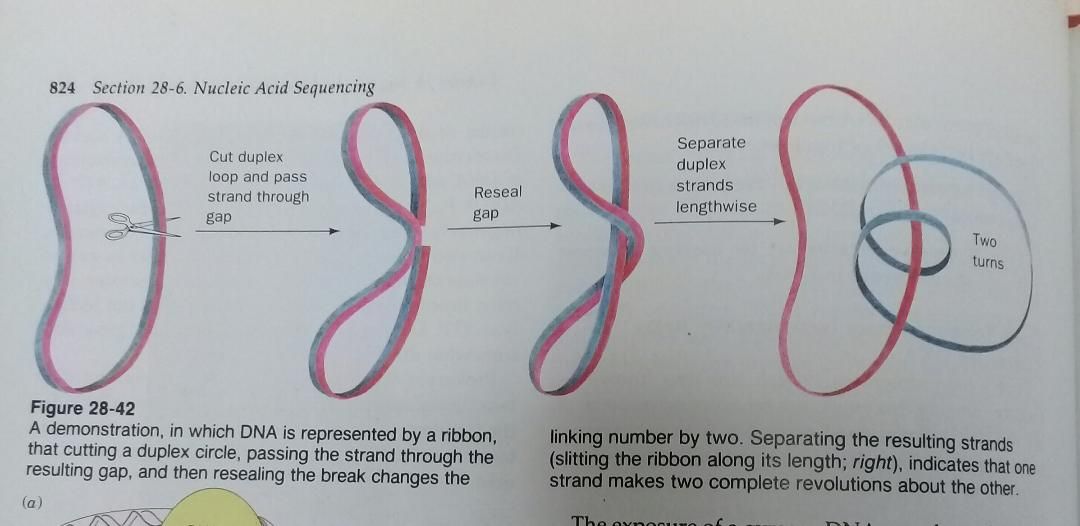 824 Section 28-6. Nucleic Acid Sequencing
Cut duplex
loop and pass
strand through
gap
Reseal
gap
Separate
duplex
strands
lengthwise
Two
turns
Figure 28-42
A demonstration, in which DNA is represented by a ribbon,
that cutting a duplex circle, passing the strand through the
resulting gap, and then resealing the break changes the
linking number by two. Separating the resulting strands
(slitting the ribbon along its length; right), indicates that one
strand makes two complete revolutions about the other.
(a)
The exposure of a
DNA